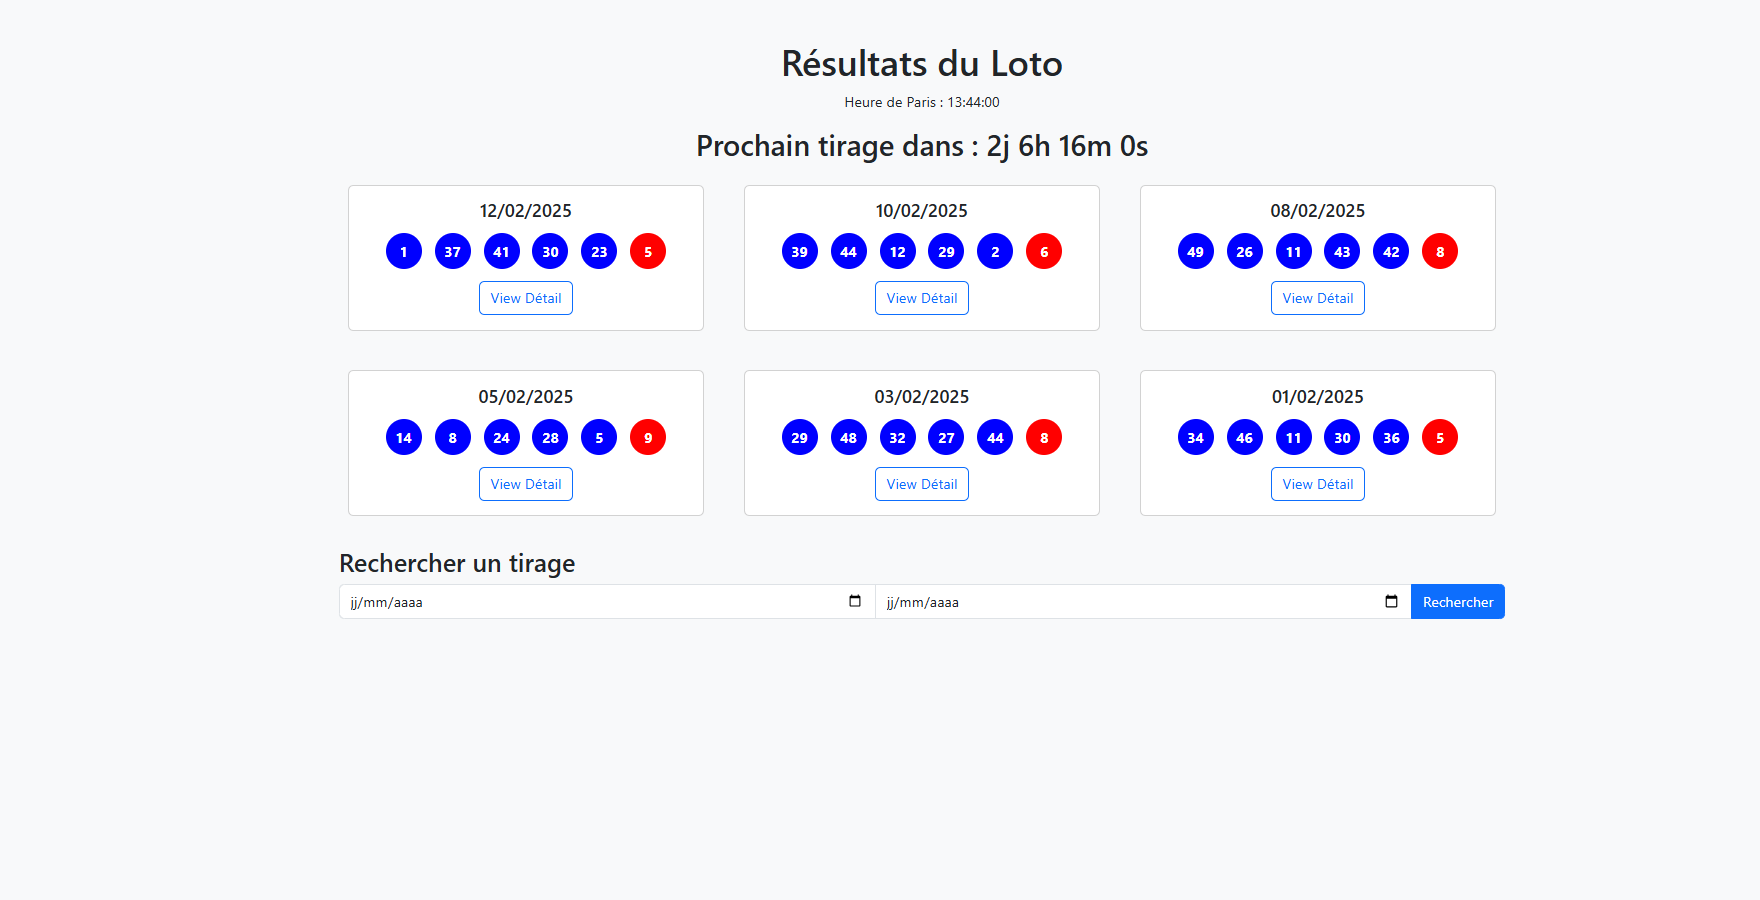 Résultats du Loto
Heure de Paris : 13:44:00
Prochain tirage dans : 2j 6h 16m 0s
12/02/2025
1 37 41 30 23 5
View Détail
10/02/2025
39 44 12 29 2 6
View Détail
08/02/2025
49 26 11 43 42 8
View Détail
05/02/2025
14 8 24 28 5 9
View Détail
03/02/2025
29 48 32 27 44 8
View Détail
01/02/2025
34 46 11 30 36 5
View Détail
Rechercher un tirage
jj/mm/aaaa jj/mm/aaaa Rechercher